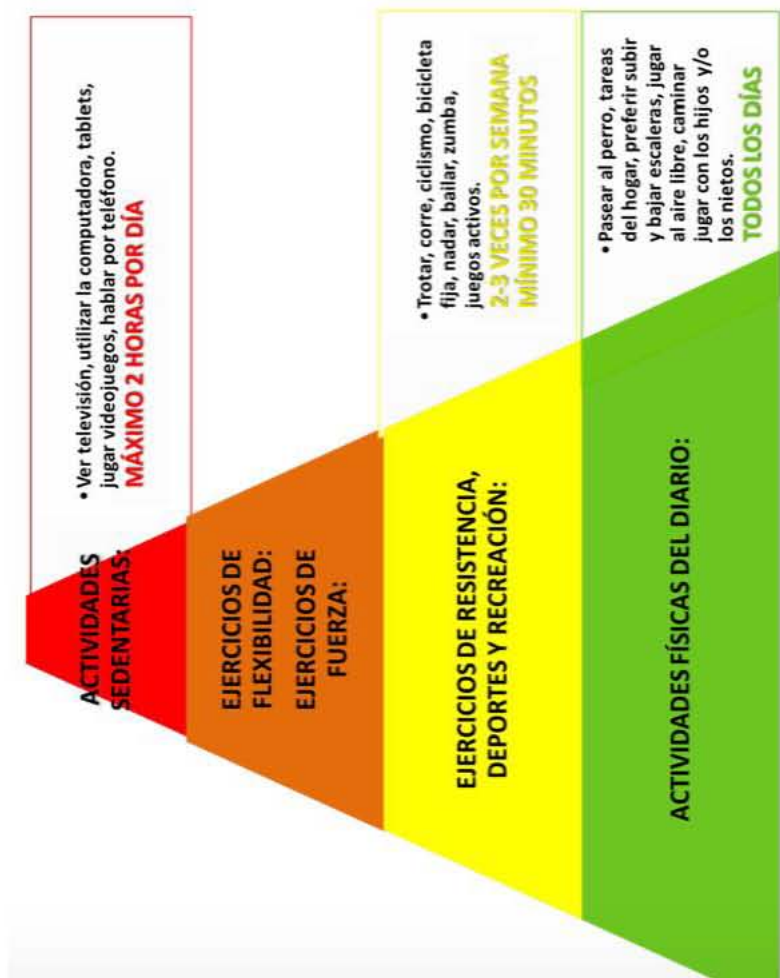 ACTIVIDADES
SEDENTARIAS:
• Ver televisión, utilizar la computadora, tablets,
jugar videojuegos, hablar por teléfono.
MÁXIMO 2 HORAS POR DÍA
EJERCICIOS DE
FLEXIBILIDAD:
EJERCICIOS DE
FUERZA:
EJERCICIOS DE RESISTENCIA,
DEPORTES Y RECREACIÓN:
• Trotar, corre, ciclismo, bicicleta
fija, nadar, bailar, zumba,
juegos activos.
2-3 VECES POR SEMANA
MÍNIMO 30 MINUTOS
ACTIVIDADES FÍSICAS DEL DIARIO:
• Pasear al perro, tareas
del hogar, preferir subir
y bajar escaleras, jugar
al aire libre, caminar
jugar con los hijos y/o
los nietos.
TODOS LOS DÍAS